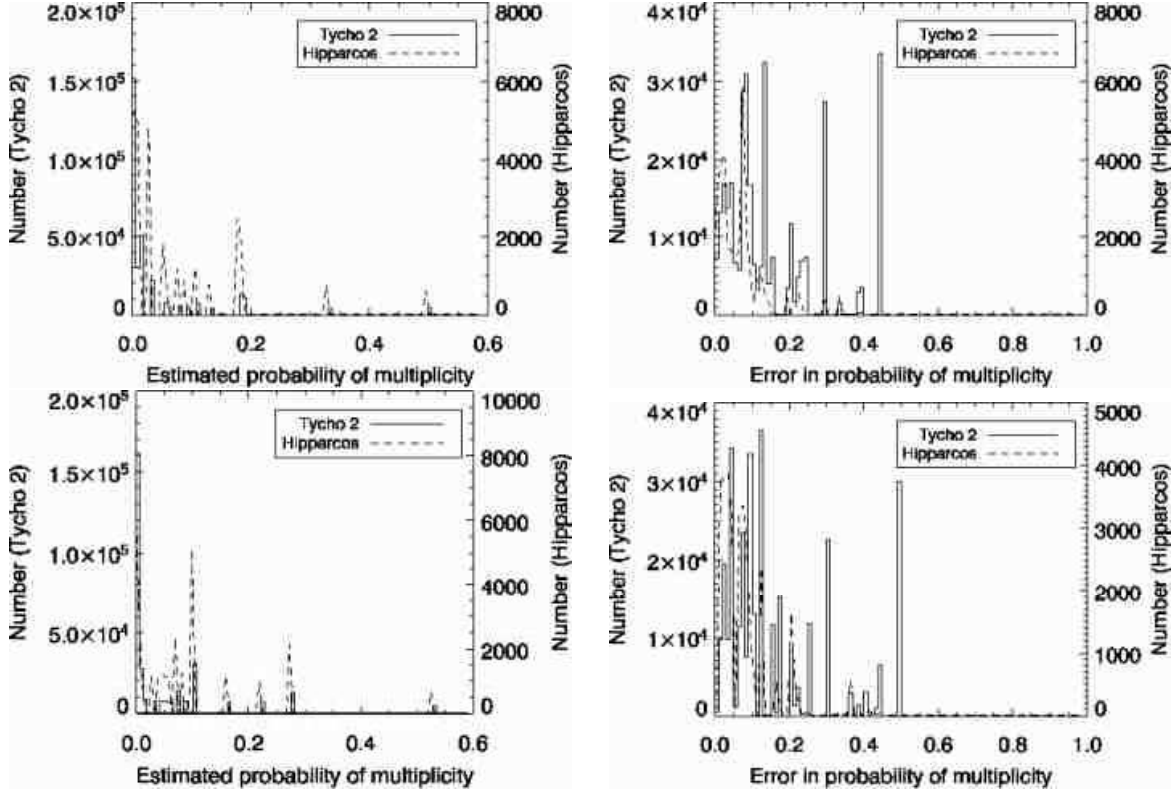 2.0×10⁵
1.5×10⁵
1.0×10⁵
5.0×10⁴
0
Number (Tycho 2)
Tycho 2
Hipparcos
8000
6000
4000
2000
0
Number (Hipparcos)
0.0 0.2 0.4 0.6
Estimated probability of multiplicity
4×10⁴
3×10⁴
2×10⁴
1×10⁴
0
Number (Tycho 2)
Tycho 2
Hipparcos
8000
6000
4000
2000
0
Number (Hipparcos)
0.0 0.2 0.4 0.6 0.8 1.0
Error in probability of multiplicity
2.0×10⁵
1.5×10⁵
1.0×10⁵
5.0×10⁴
0
Number (Tycho 2)
Tycho 2
Hipparcos
10000
8000
6000
4000
2000
0
Number (Hipparcos)
0.0 0.2 0.4 0.6
Estimated probability of multiplicity
4×10⁴
3×10⁴
2×10⁴
1×10⁴
0
Number (Tycho 2)
Tycho 2
Hipparcos
5000
4000
3000
2000
1000
0
Number (Hipparcos)
0.0 0.2 0.4 0.6 0.8 1.0
Error in probability of multiplicity